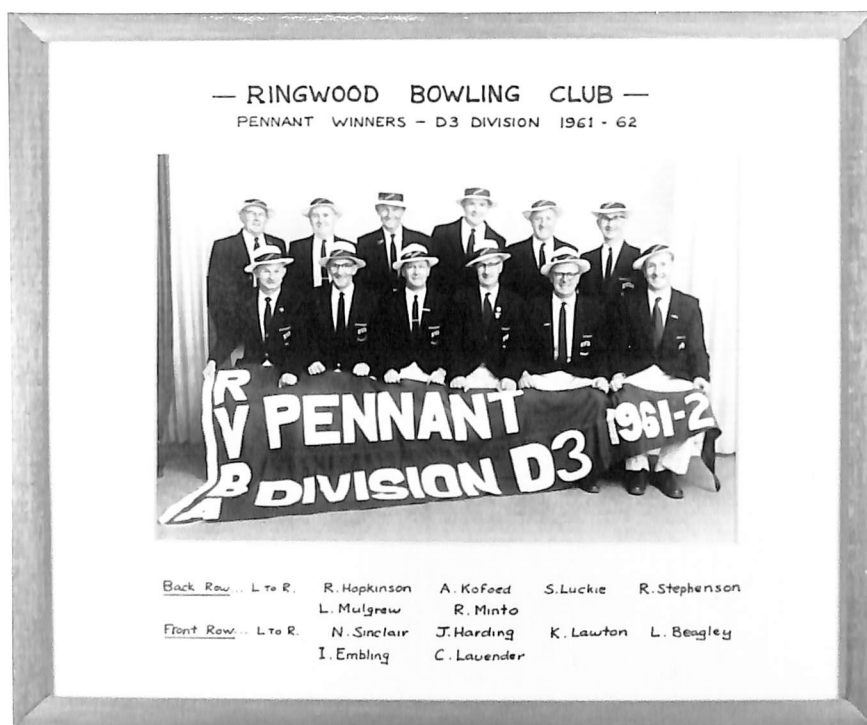 — RINGWOOD BOWLING CLUB —
PENNANT WINNERS – D3 DIVISION 1961 - 62
RVBA
PENNANT 1961-2
DIVISION D3
Back Row... L To R. R. Hopkinson A. Kofoed S. Luckie R. Stephenson
L. Mulgrew R. Minto
Front Row... L To R. N. Sinclair J. Harding K. Lawton L. Beagley
I. Embling C. Lavender